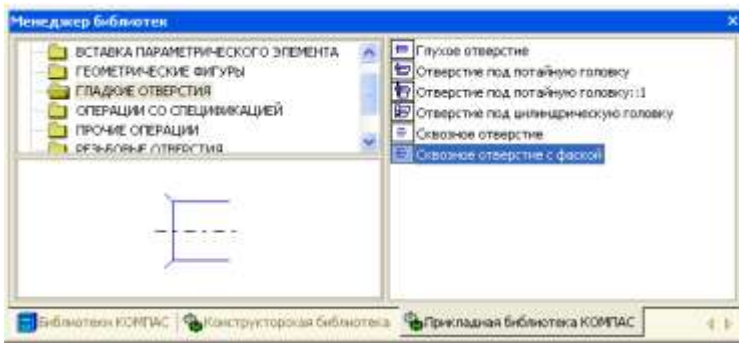 Менеджер библиотек
ВСТАВКА ПАРАМЕТРИЧЕСКОГО ЭЛЕМЕНТА
ГЕОМЕТРИЧЕСКИЕ ФИГУРЫ
ГЛАДКИЕ ОТВЕРСТИЯ
ОПЕРАЦИИ СО СПЕЦИФИКАЦИЕЙ
ПРОЧИЕ ОПЕРАЦИИ
РЕЗЬБОВЫЕ ОТВЕРСТИЯ
Глухое отверстие
Отверстие под потайную головку
Отверстие под потайную головку::1
Отверстие под цилиндрическую головку
Сквозное отверстие
Сквозное отверстие с фаской
Библиотеки КОМПАС
Конструкторская библиотека
Прикладная библиотека КОМПАС